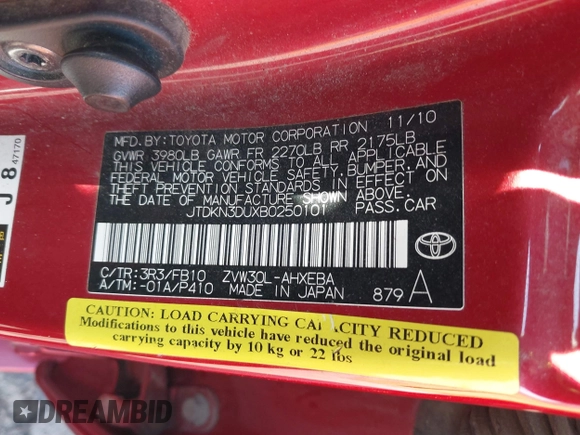 MFD. BY: TOYOTA MOTOR CORPORATION 11/10
GVWR 3980LB GAWR FR 2270LB RR 2175LB
THIS VEHICLE CONFORMS TO ALL APPLICABLE
FEDERAL MOTOR VEHICLE SAFETY, BUMPER, AND
THEFT PREVENTION STANDARDS IN EFFECT ON
THE DATE OF MANUFACTURE SHOWN ABOVE.
JTDKN3DUXB0250101 PASS. CAR
TOYOTA
C/TR: 3R3/FB10 ZVW30L-AHXEBA
A/TM: -01A/P410 MADE IN JAPAN 879 A
CAUTION: LOAD CARRYING CAPACITY REDUCED
Modifications to this vehicle have reduced the original load
carrying capacity by 10 kg or 22 lbs
J8
47170
DREAMBID